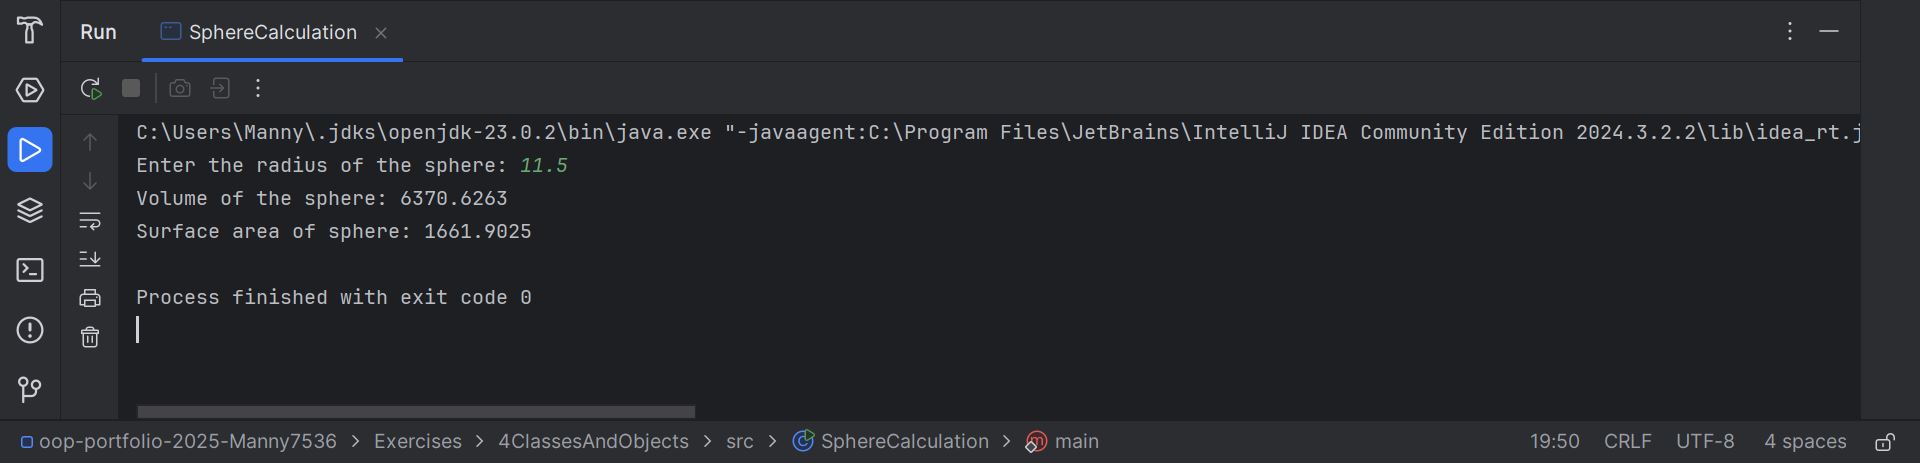 Run SphereCalculation
C:\Users\Manny\.jdks\openjdk-23.0.2\bin\java.exe "-javaagent:C:\Program Files\JetBrains\IntelliJ IDEA Community Edition 2024.3.2.2\lib\idea_rt.j
Enter the radius of the sphere: 11.5
Volume of the sphere: 6370.6263
Surface area of sphere: 1661.9025
Process finished with exit code 0
oop-portfolio-2025-Manny7536 > Exercises > 4ClassesAndObjects > src > SphereCalculation > main 19:50 CRLF UTF-8 4 spaces